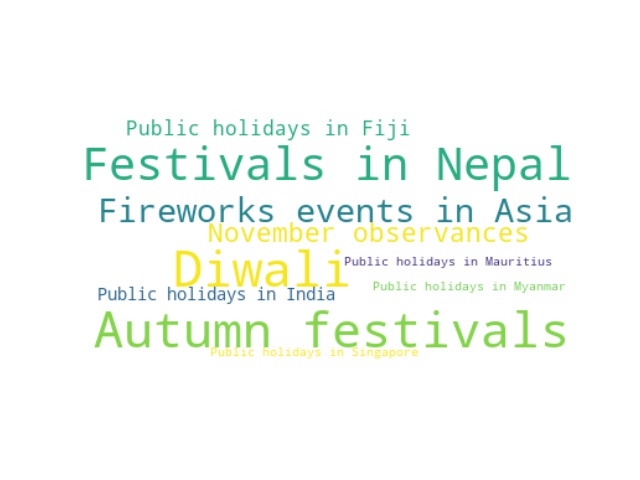 Public holidays in Fiji
Festivals in Nepal
Fireworks events in Asia
November observances
Diwali
Public holidays in Mauritius
Public holidays in Myanmar
Public holidays in India
Autumn festivals
Public holidays in Singapore